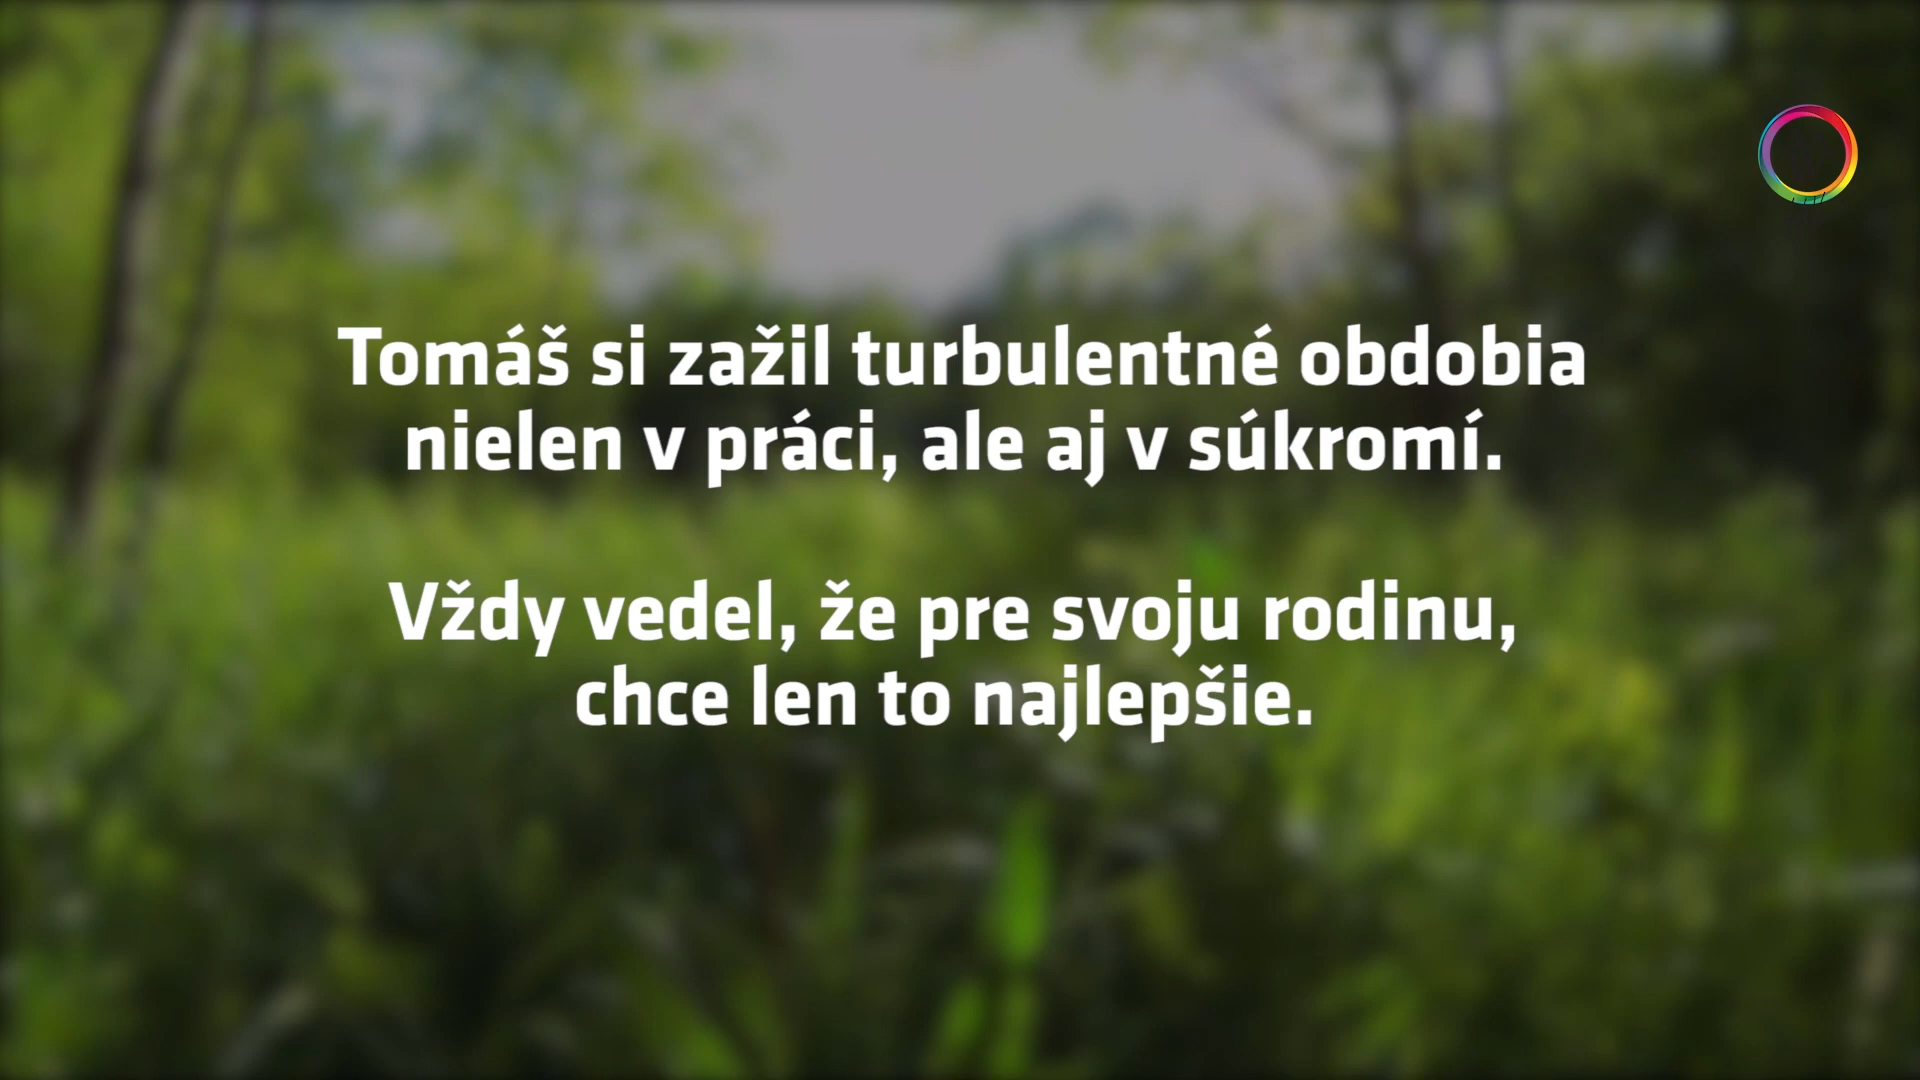 Tomáš si zažil turbulentné obdobia
nielen v práci, ale aj v súkromí.
Vždy vedel, že pre svoju rodinu,
chce len to najlepšie.